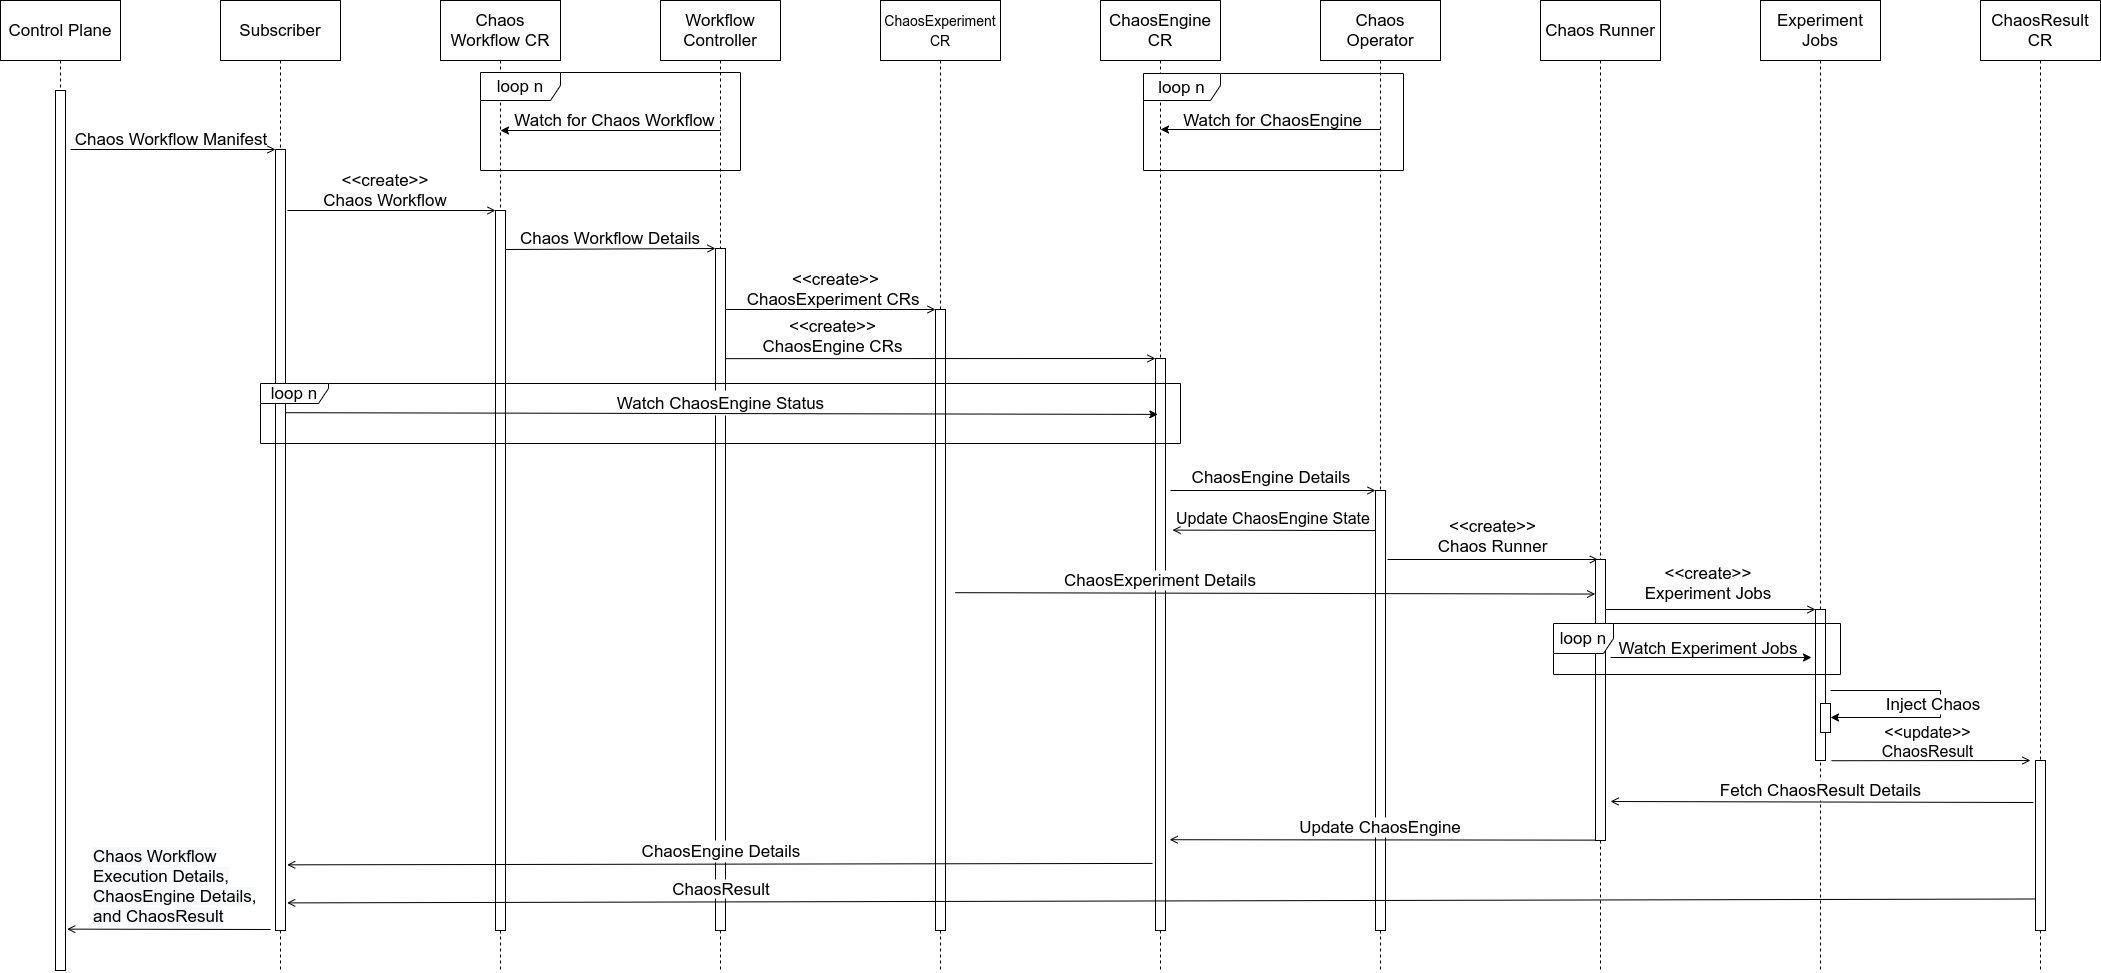 Control Plane
Subscriber
Chaos
Workflow CR
Workflow
Controller
ChaosExperiment
CR
ChaosEngine
CR
Chaos
Operator
Chaos Runner
Experiment
Jobs
ChaosResult
CR
loop n
Watch for Chaos Workflow
loop n
Watch for ChaosEngine
Chaos Workflow Manifest
<<create>>
Chaos Workflow
Chaos Workflow Details
<<create>>
ChaosExperiment CRs
<<create>>
ChaosEngine CRs
loop n
Watch ChaosEngine Status
ChaosEngine Details
Update ChaosEngine State
<<create>>
Chaos Runner
ChaosExperiment Details
<<create>>
Experiment Jobs
loop n
Watch Experiment Jobs
Inject Chaos
<<update>>
ChaosResult
Fetch ChaosResult Details
Update ChaosEngine
ChaosEngine Details
ChaosResult
Chaos Workflow
Execution Details,
ChaosEngine Details,
and ChaosResult